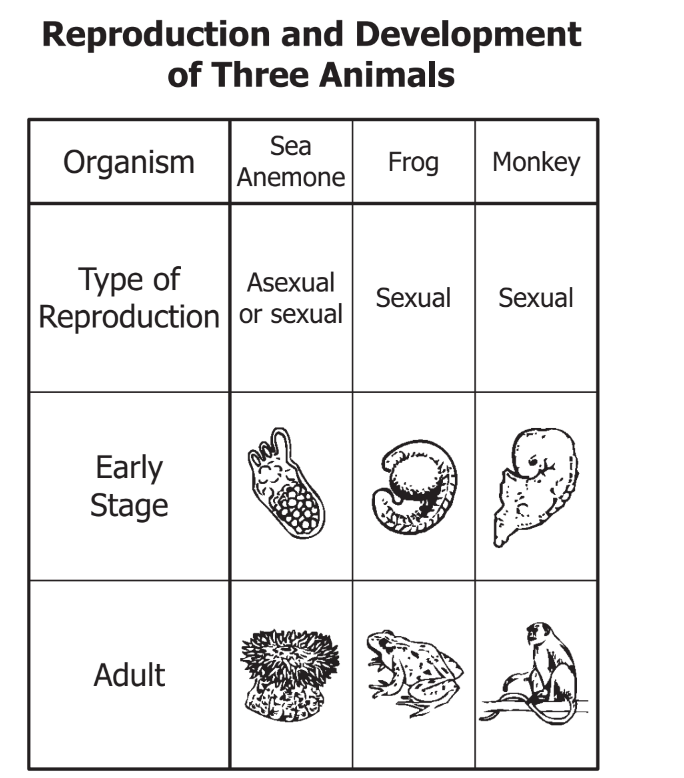 Reproduction and Development
of Three Animals
Organism
Sea
Anemone
Frog
Monkey
Type of
Reproduction
Asexual
or sexual
Sexual
Sexual
Early
Stage
Adult